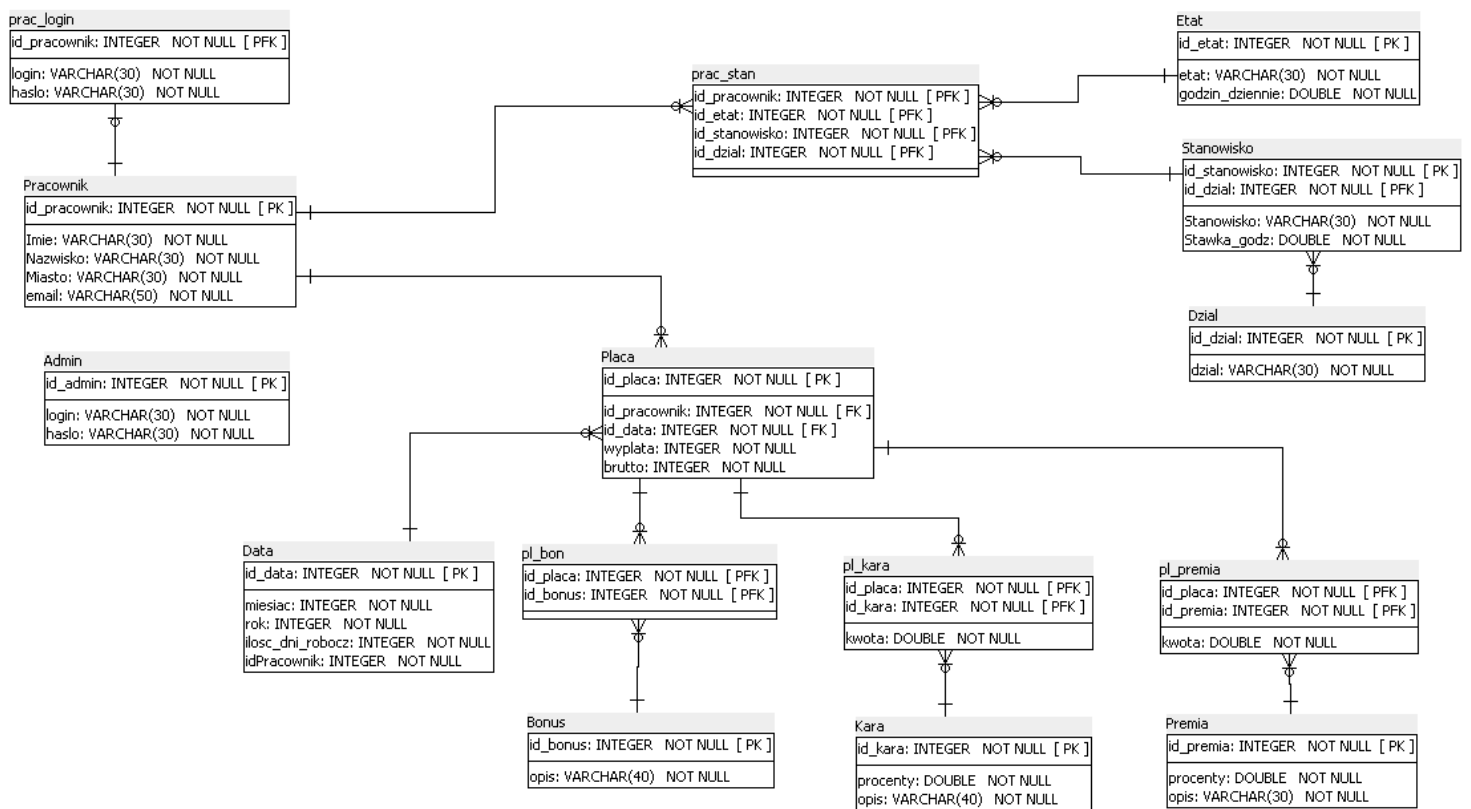 prac_login
id_pracownik: INTEGER NOT NULL [ PFK ]
login: VARCHAR(30) NOT NULL
haslo: VARCHAR(30) NOT NULL
Etat
id_etat: INTEGER NOT NULL [ PK ]
etat: VARCHAR(30) NOT NULL
godzin_dziennie: DOUBLE NOT NULL
prac_stan
id_pracownik: INTEGER NOT NULL [ PFK ]
id_etat: INTEGER NOT NULL [ PFK ]
id_stanowisko: INTEGER NOT NULL [ PFK ]
id_dzial: INTEGER NOT NULL [ PFK ]
Stanowisko
id_stanowisko: INTEGER NOT NULL [ PK ]
id_dzial: INTEGER NOT NULL [ PFK ]
Stanowisko: VARCHAR(30) NOT NULL
Stawka_godz: DOUBLE NOT NULL
Pracownik
id_pracownik: INTEGER NOT NULL [ PK ]
Imie: VARCHAR(30) NOT NULL
Nazwisko: VARCHAR(30) NOT NULL
Miasto: VARCHAR(30) NOT NULL
email: VARCHAR(50) NOT NULL
Dzial
id_dzial: INTEGER NOT NULL [ PK ]
dzial: VARCHAR(30) NOT NULL
Admin
id_admin: INTEGER NOT NULL [ PK ]
login: VARCHAR(30) NOT NULL
haslo: VARCHAR(30) NOT NULL
Placa
id_placa: INTEGER NOT NULL [ PK ]
id_pracownik: INTEGER NOT NULL [ FK ]
id_data: INTEGER NOT NULL [ FK ]
wyplata: INTEGER NOT NULL
brutto: INTEGER NOT NULL
Data
id_data: INTEGER NOT NULL [ PK ]
miesiac: INTEGER NOT NULL
rok: INTEGER NOT NULL
ilosc_dni_robocz: INTEGER NOT NULL
idPracownik: INTEGER NOT NULL
pl_bon
id_placa: INTEGER NOT NULL [ PFK ]
id_bonus: INTEGER NOT NULL [ PFK ]
pl_kara
id_placa: INTEGER NOT NULL [ PFK ]
id_kara: INTEGER NOT NULL [ PFK ]
kwota: DOUBLE NOT NULL
pl_premia
id_placa: INTEGER NOT NULL [ PFK ]
id_premia: INTEGER NOT NULL [ PFK ]
kwota: DOUBLE NOT NULL
Bonus
id_bonus: INTEGER NOT NULL [ PK ]
opis: VARCHAR(40) NOT NULL
Kara
id_kara: INTEGER NOT NULL [ PK ]
procenty: DOUBLE NOT NULL
opis: VARCHAR(40) NOT NULL
Premia
id_premia: INTEGER NOT NULL [ PK ]
procenty: DOUBLE NOT NULL
opis: VARCHAR(30) NOT NULL